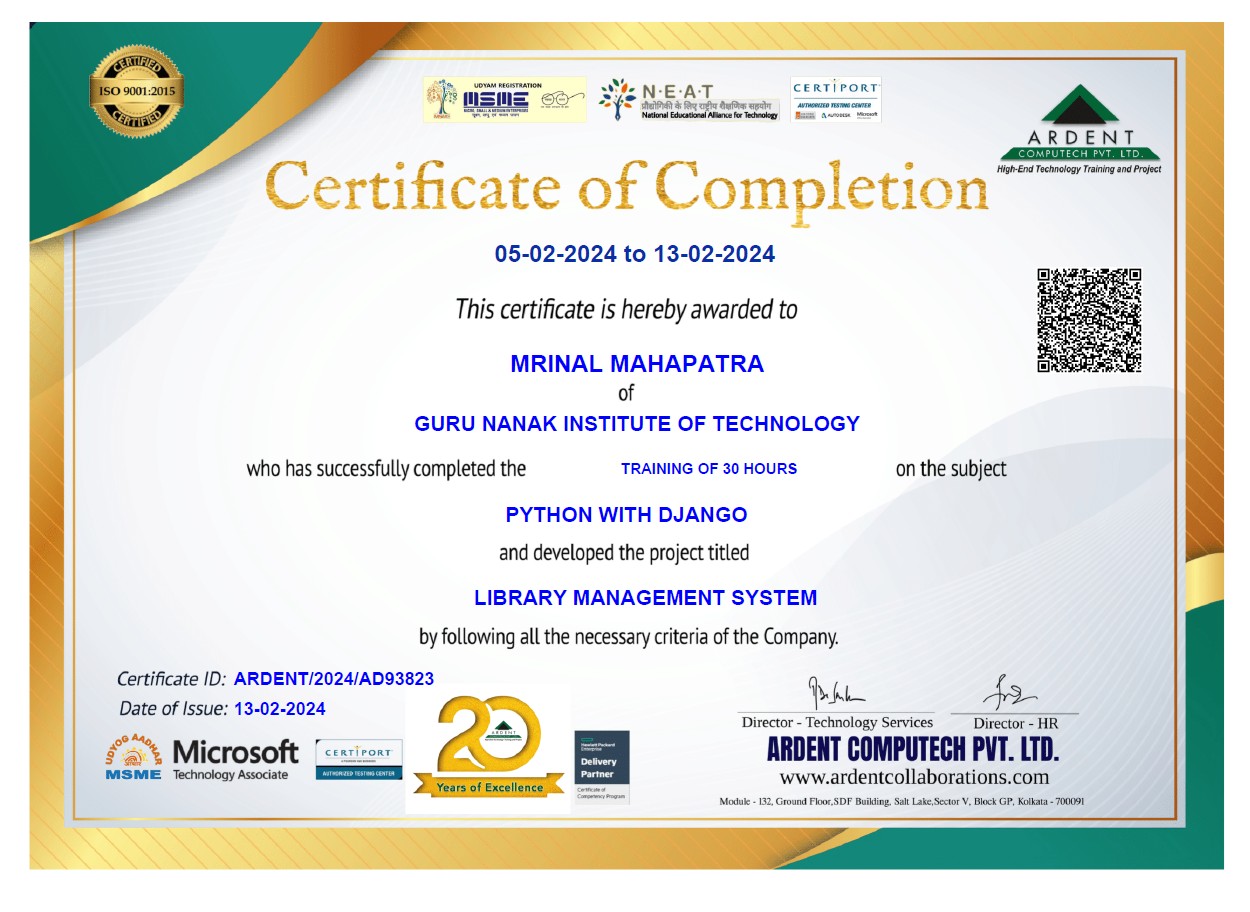 CERTIFIED
ISO 9001:2015
CERTIFIED
UDYAM REGISTRATION
MSME
MICRO, SMALL & MEDIUM ENTERPRISES
सूक्ष्म, लघु एवं मध्यम उद्यम
N·E·A·T
प्रौद्योगिकी के लिए राष्ट्रीय शैक्षणिक सहयोग
National Educational Alliance for Technology
CERTIPORT
AUTHORIZED TESTING CENTER
AUTODESK
Microsoft
ARDENT
COMPUTECH PVT. LTD.
High-End Technology Training and Project
Certificate of Completion
05-02-2024 to 13-02-2024
This certificate is hereby awarded to
MRINAL MAHAPATRA
of
GURU NANAK INSTITUTE OF TECHNOLOGY
who has successfully completed the TRAINING OF 30 HOURS on the subject
PYTHON WITH DJANGO
and developed the project titled
LIBRARY MANAGEMENT SYSTEM
by following all the necessary criteria of the Company.
Certificate ID: ARDENT/2024/AD93823
Date of Issue: 13-02-2024
UDYOG AADHAR
MSME
Microsoft
Technology Associate
CERTIPORT
AUTHORIZED TESTING CENTER
20
ARDENT
Years of Excellence
Hewlett Packard
Enterprise
Delivery
Partner
Certificate of
Competency Program
Director - Technology Services
Director - HR
ARDENT COMPUTECH PVT. LTD.
www.ardentcollaborations.com
Module - 132, Ground Floor,SDF Building, Salt Lake,Sector V, Block GP, Kolkata - 700091